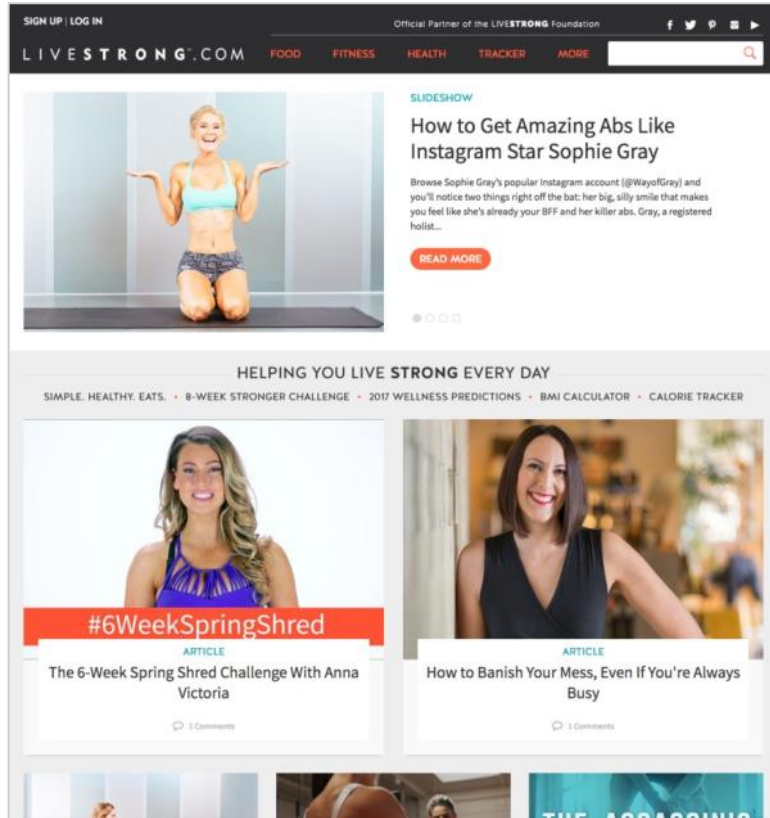 SIGN UP | LOG IN
Official Partner of the LIVESTRONG Foundation
LIVESTRONG™.COM
FOOD FITNESS HEALTH TRACKER MORE
SLIDESHOW
How to Get Amazing Abs Like
Instagram Star Sophie Gray
Browse Sophie Gray's popular Instagram account (@WayofGray) and
you'll notice two things right off the bat: her big, silly smile that makes
you feel like she's already your BFF and her killer abs. Gray, a registered
holist...
READ MORE
HELPING YOU LIVE STRONG EVERY DAY
SIMPLE. HEALTHY. EATS. • 8-WEEK STRONGER CHALLENGE • 2017 WELLNESS PREDICTIONS • BMI CALCULATOR • CALORIE TRACKER
#6WeekSpringShred
ARTICLE
The 6-Week Spring Shred Challenge With Anna
Victoria
1 Comments
ARTICLE
How to Banish Your Mess, Even If You're Always
Busy
1 Comments